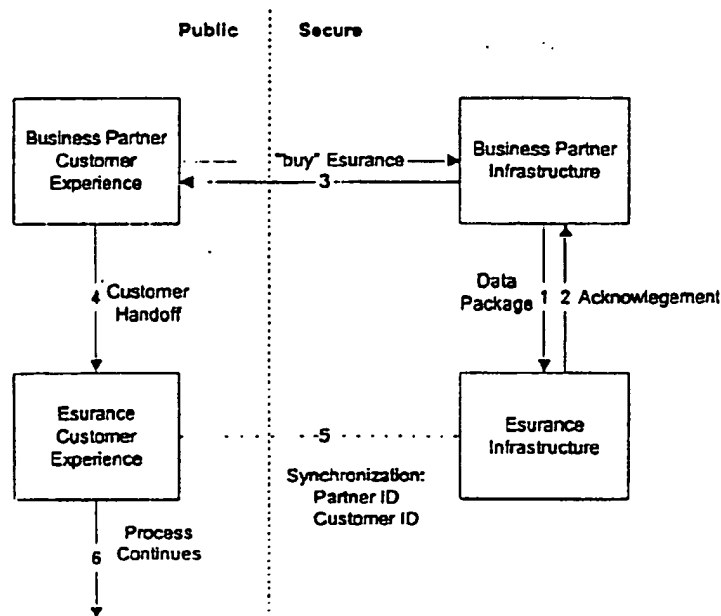 Public
Secure
Business Partner
Customer
Experience
"buy" Esurance
3
Business Partner
Infrastructure
4 Customer
Handoff
Data
Package
1
2
Acknowlegement
Esurance
Customer
Experience
5
Synchronization:
Partner ID
Customer ID
Esurance
Infrastructure
6
Process
Continues